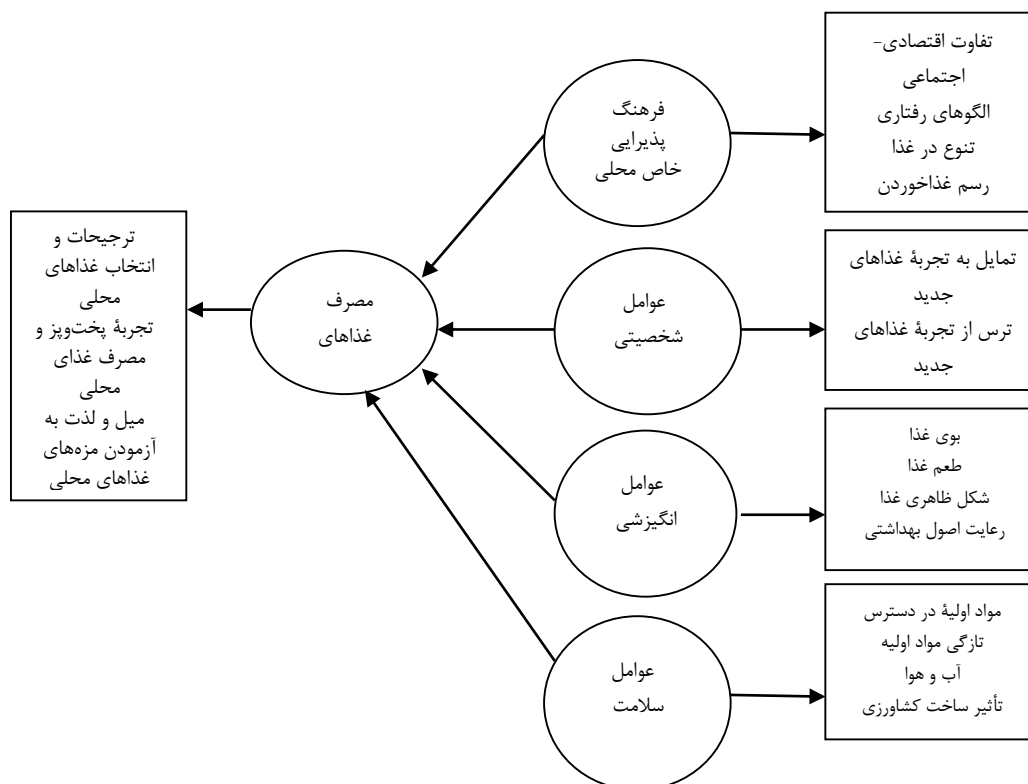 تفاوت اقتصادی-
اجتماعی
الگوهای رفتاری
تنوع در غذا
رسم غذاخوردن
فرهنگ
پذیرایی
خاص محلی
تمایل به تجربهٔ غذاهای
جدید
ترس از تجربهٔ غذاهای
جدید
عوامل
شخصیتی
مصرف
غذاهای
ترجیحات و
انتخاب غذاهای
محلی
تجربهٔ پخت‌وپز و
مصرف غذای
محلی
میل و لذت به
آزمودن مزه‌های
غذاهای محلی
بوی غذا
طعم غذا
شکل ظاهری غذا
رعایت اصول بهداشتی
عوامل
انگیزشی
مواد اولیهٔ در دسترس
تازگی مواد اولیه
آب و هوا
تأثیر ساخت کشاورزی
عوامل
سلامت